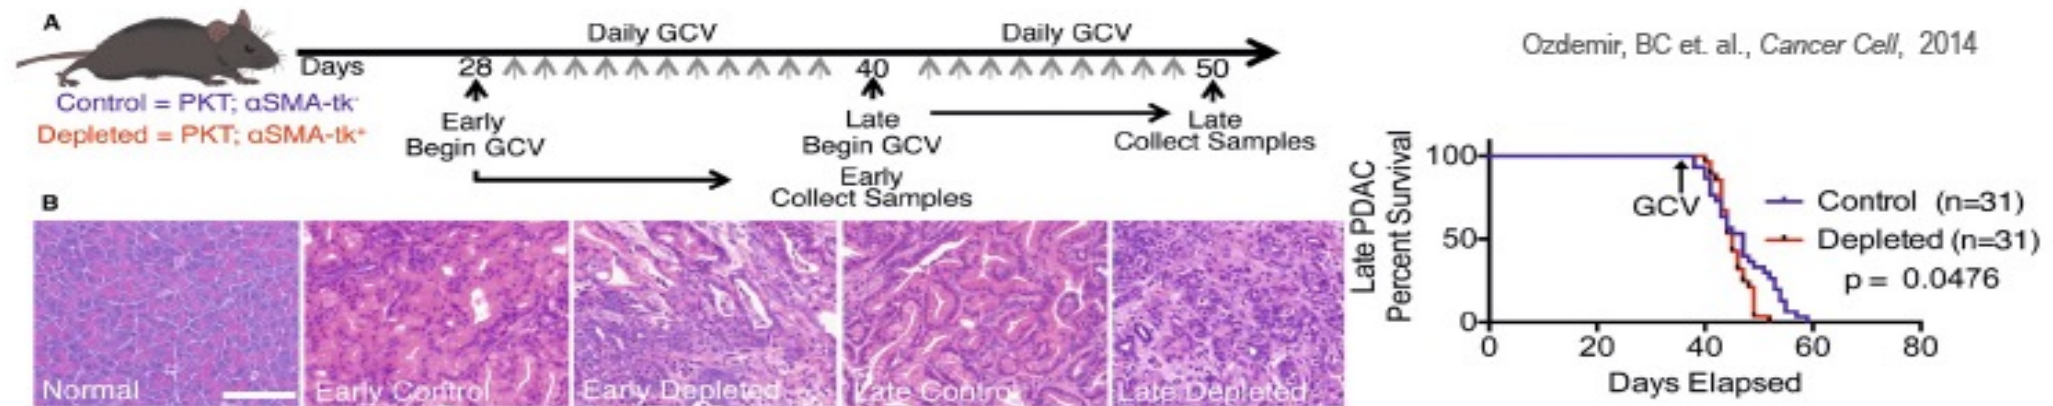 A
Daily GCV
Daily GCV
Days
28
40
50
Control = PKT; αSMA-tk-
Depleted = PKT; αSMA-tk+
Early
Begin GCV
Late
Begin GCV
Late
Collect Samples
Early
Collect Samples
B
Normal
Early Control
Early Depleted
Late Control
Late Depleted
Ozdemir, BC et. al., Cancer Cell, 2014
Late PDAC
Percent Survival
100
50
0
GCV
Control (n=31)
Depleted (n=31)
p = 0.0476
0 20 40 60 80
Days Elapsed